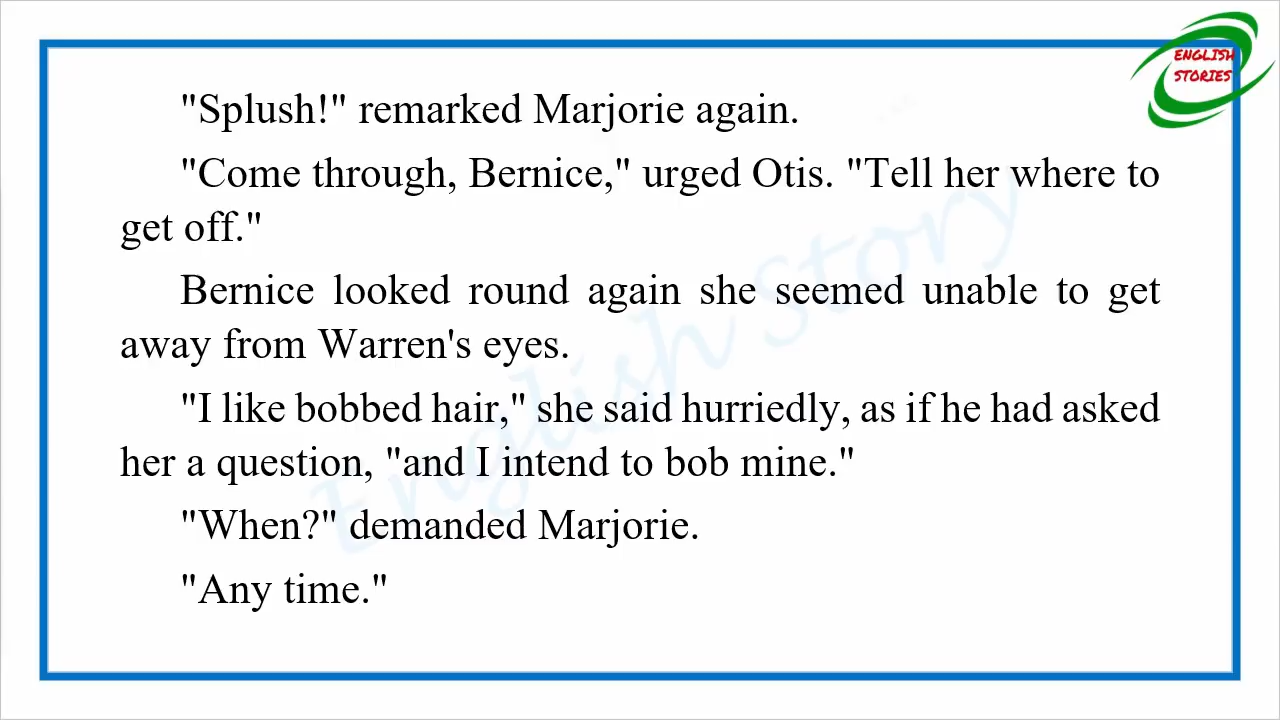 ENGLISH
STORIES
"Splush!" remarked Marjorie again.
"Come through, Bernice," urged Otis. "Tell her where to
get off."
Bernice looked round again she seemed unable to get
away from Warren's eyes.
"I like bobbed hair," she said hurriedly, as if he had asked
her a question, "and I intend to bob mine."
"When?" demanded Marjorie.
"Any time."
English Story